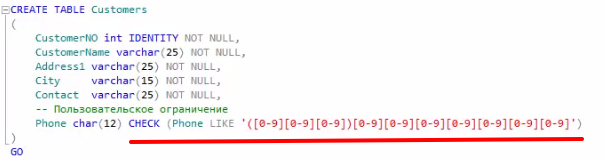 CREATE TABLE Customers
(
CustomerNO int IDENTITY NOT NULL,
CustomerName varchar(25) NOT NULL,
Address1 varchar(25) NOT NULL,
City varchar(15) NOT NULL,
Contact varchar(25) NOT NULL,
-- Пользовательское ограничение
Phone char(12) CHECK (Phone LIKE '([0-9][0-9][0-9])[0-9][0-9][0-9][0-9][0-9][0-9][0-9]')
)
GO